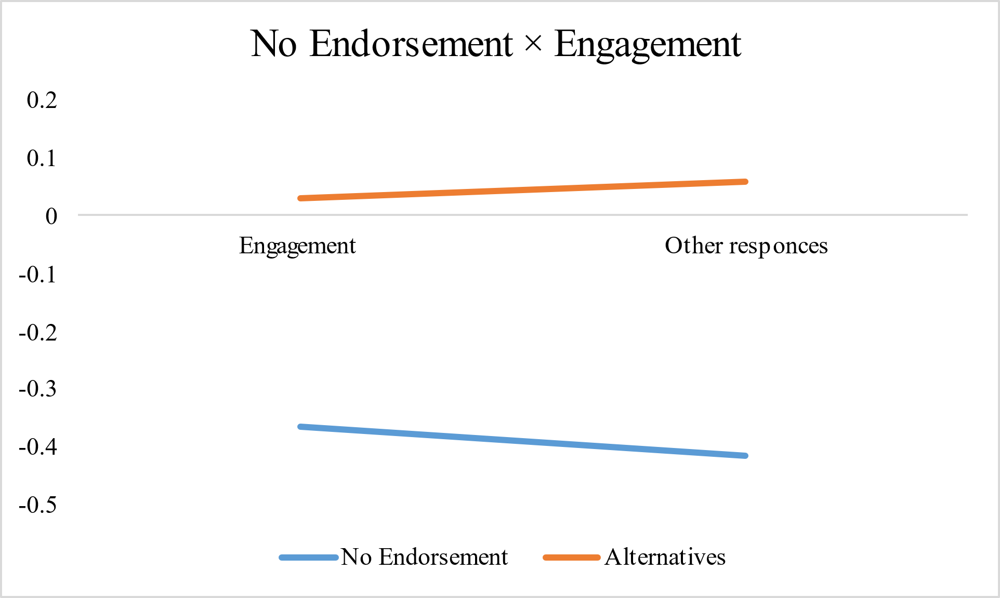 No Endorsement × Engagement
0.2
0.1
0
Engagement Other responces
-0.1
-0.2
-0.3
-0.4
-0.5
No Endorsement Alternatives